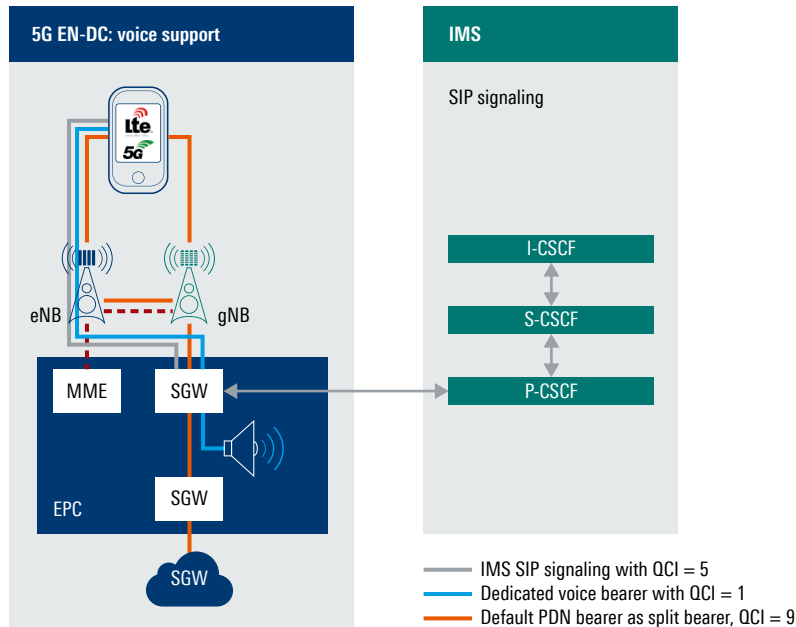 5G EN-DC: voice support
Lte
5G
eNB
gNB
MME
SGW
SGW
EPC
SGW
IMS
SIP signaling
I-CSCF
S-CSCF
P-CSCF
IMS SIP signaling with QCI = 5
Dedicated voice bearer with QCI = 1
Default PDN bearer as split bearer, QCI = 9